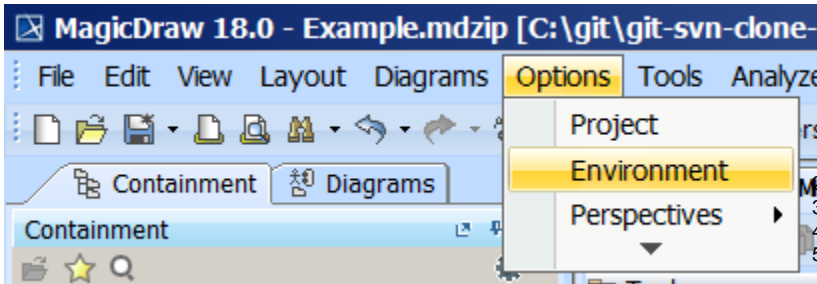 MagicDraw 18.0 - Example.mdzip [C:\git\git-svn-clone-
File Edit View Layout Diagrams Options Tools Analyze
Project
Environment
Perspectives
Containment Diagrams
Containment